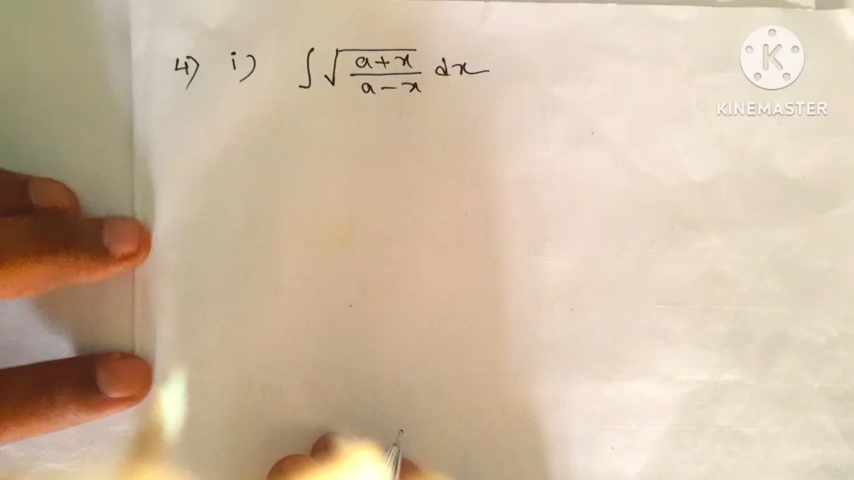 4) i) ∫ √(a+x / a-x) dx
KINEMASTER